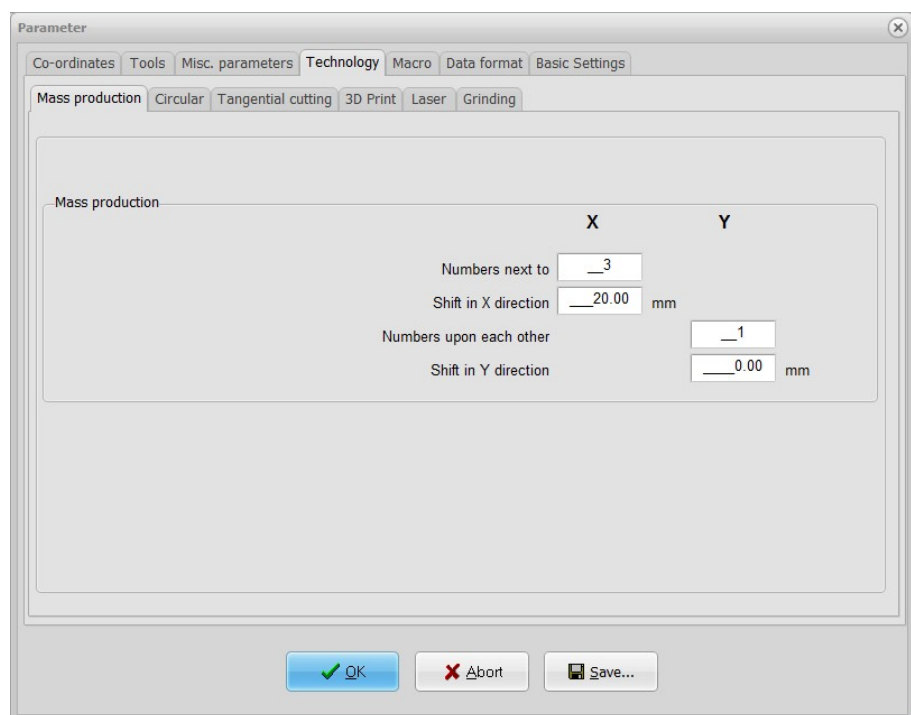 Parameter
Co-ordinates Tools Misc. parameters Technology Macro Data format Basic Settings
Mass production Circular Tangential cutting 3D Print Laser Grinding
Mass production
X Y
Numbers next to __3
Shift in X direction ___20.00 mm
Numbers upon each other __1
Shift in Y direction ____0.00 mm
OK Abort Save...